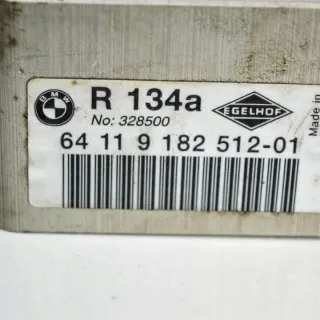 BMW
R 134a
EGELHOF
No: 328500
64 11 9 182 512-01
Made in